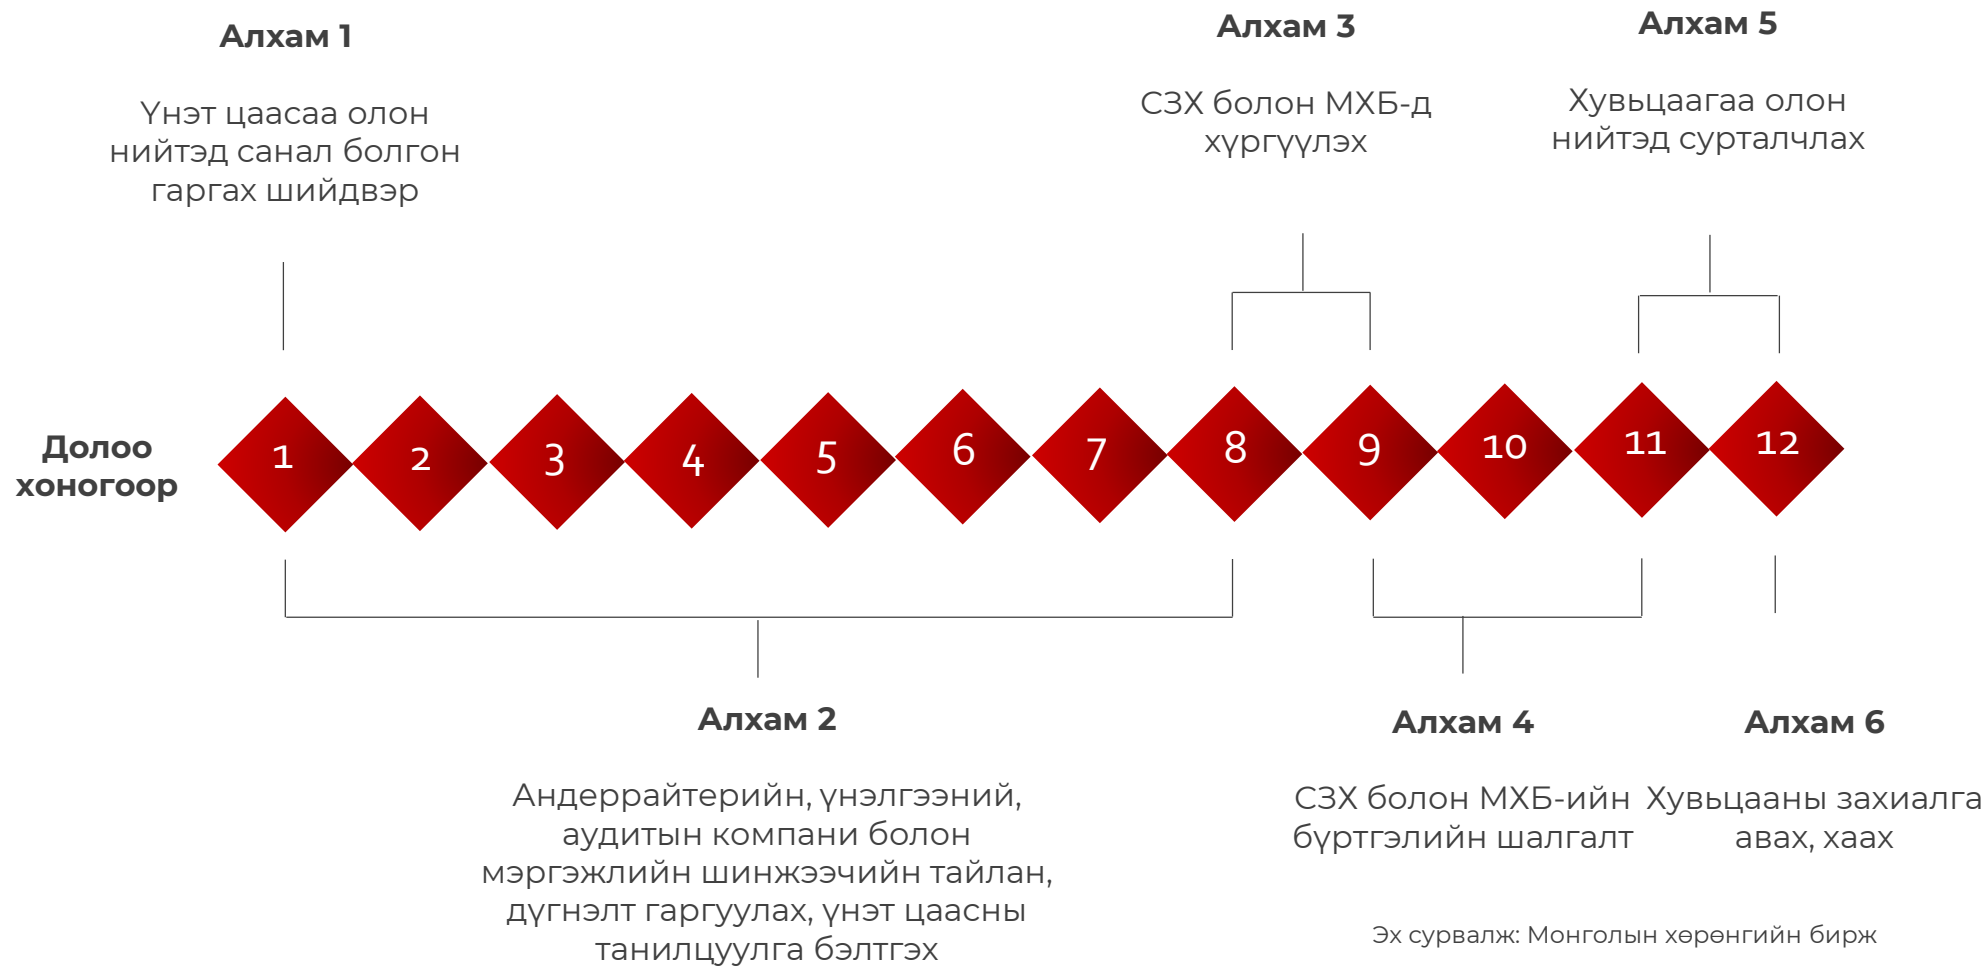 Алхам 1
Үнэт цаасаа олон
нийтэд санал болгон
гаргах шийдвэр
Алхам 3
СЗХ болон МХБ-д
хүргүүлэх
Алхам 5
Хувьцаагаа олон
нийтэд сурталчлах
Долоо
хоногоор
1 2 3 4 5 6 7 8 9 10 11 12
Алхам 2
Андеррайтерийн, үнэлгээний,
аудитын компани болон
мэргэжлийн шинжээчийн тайлан,
дүгнэлт гаргуулах, үнэт цаасны
танилцуулга бэлтгэх
Алхам 4
СЗХ болон МХБ-ийн
бүртгэлийн шалгалт
Алхам 6
Хувьцааны захиалга
авах, хаах
Эх сурвалж: Монголын хөрөнгийн бирж